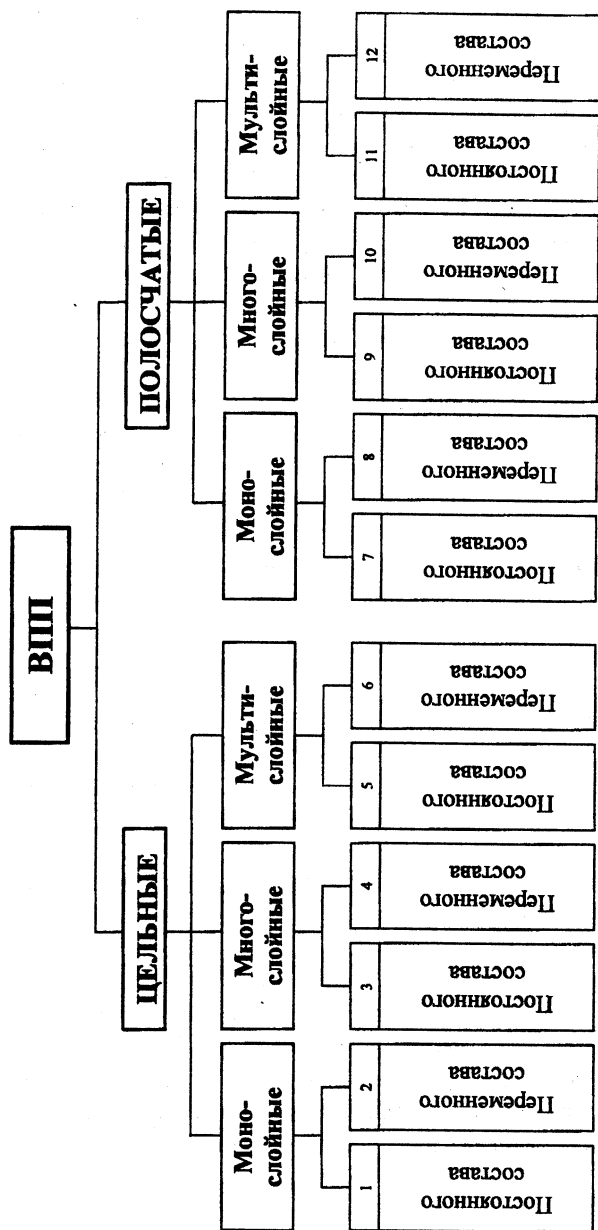 ВПП
ЦЕЛЬНЫЕ
ПОЛОСЧАТЫЕ
Моно-
слойные
Много-
слойные
Мульти-
слойные
Моно-
слойные
Много-
слойные
Мульти-
слойные
1
Постоянного
состава
2
Переменного
состава
3
Постоянного
состава
4
Переменного
состава
5
Постоянного
состава
6
Переменного
состава
7
Постоянного
состава
8
Переменного
состава
9
Постоянного
состава
10
Переменного
состава
11
Постоянного
состава
12
Переменного
состава